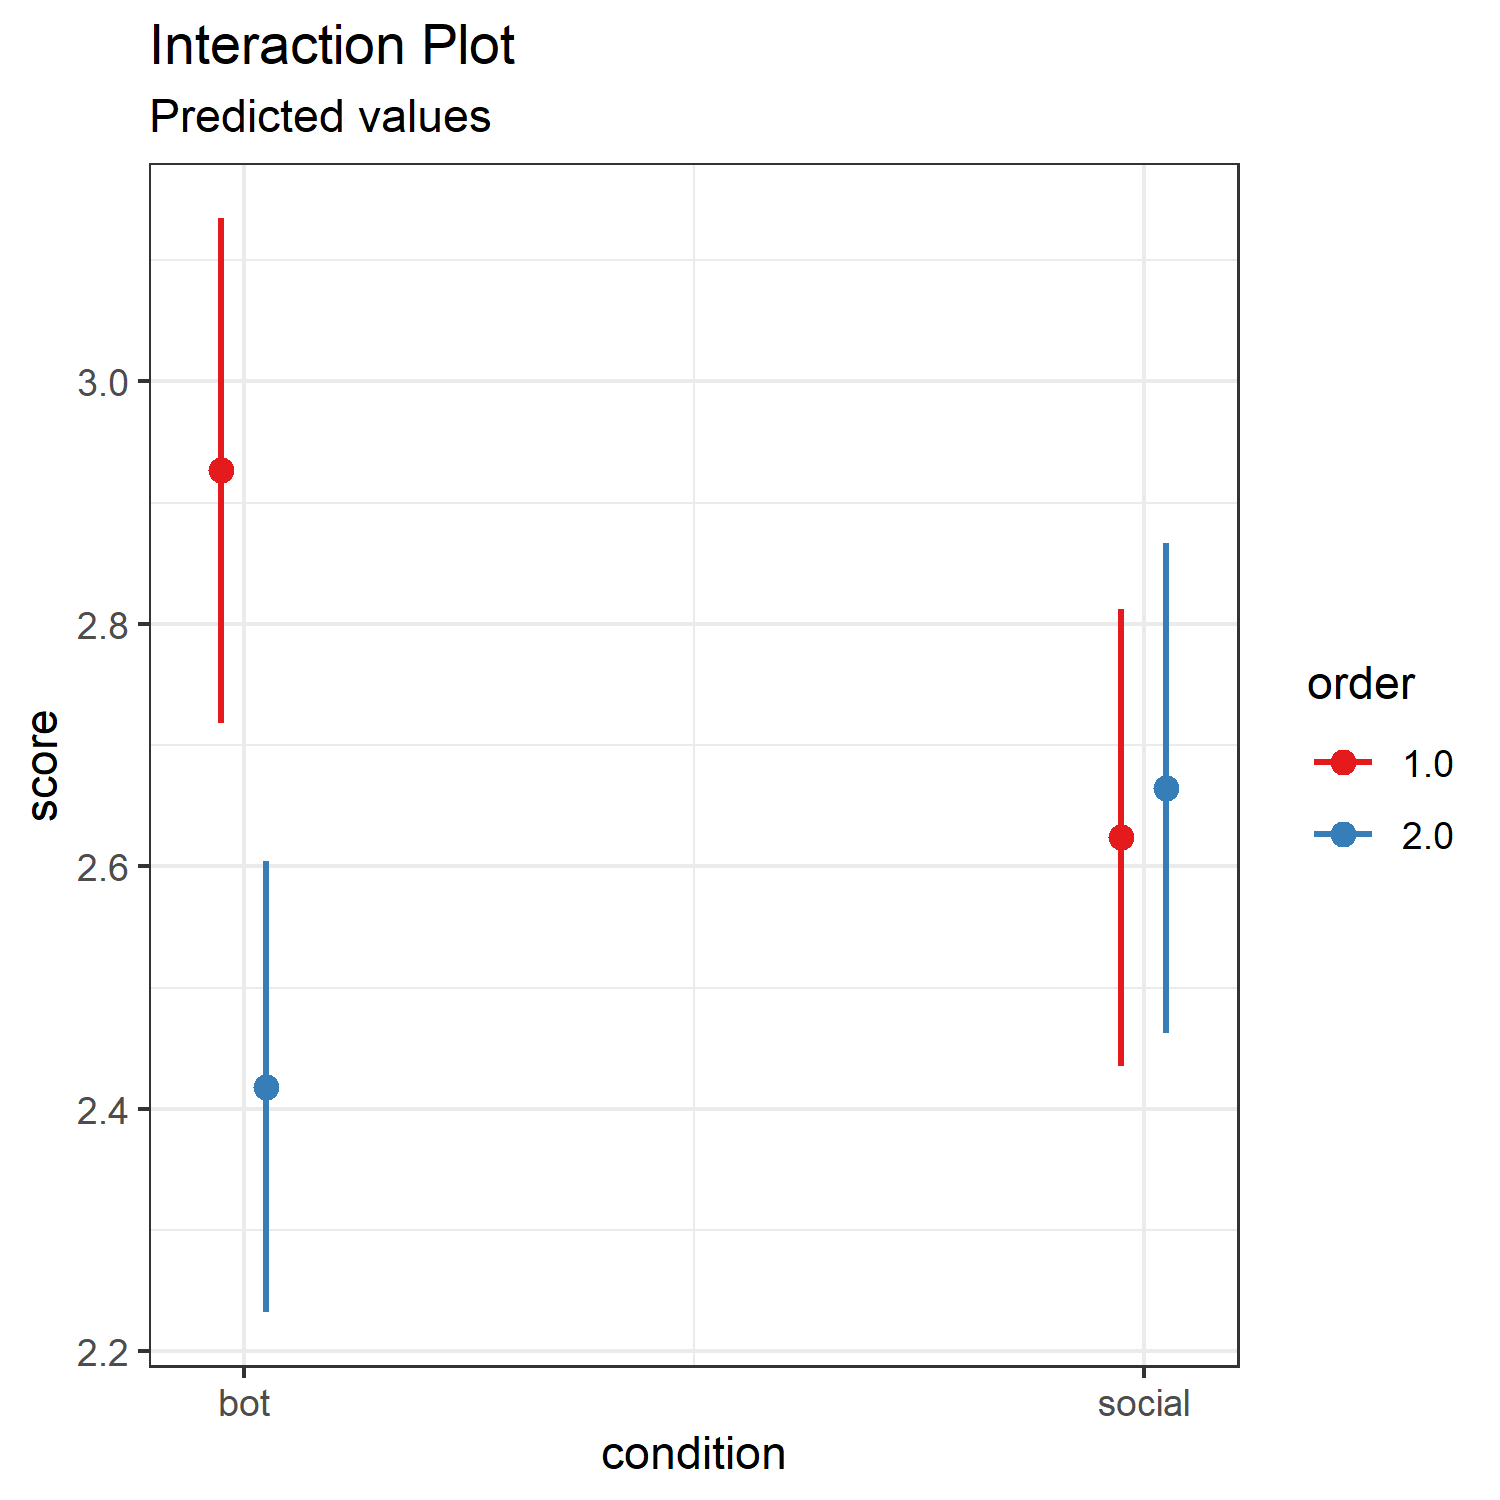 Interaction Plot
Predicted values
3.0
2.8
2.6
2.4
2.2
score
bot
social
condition
order
1.0
2.0